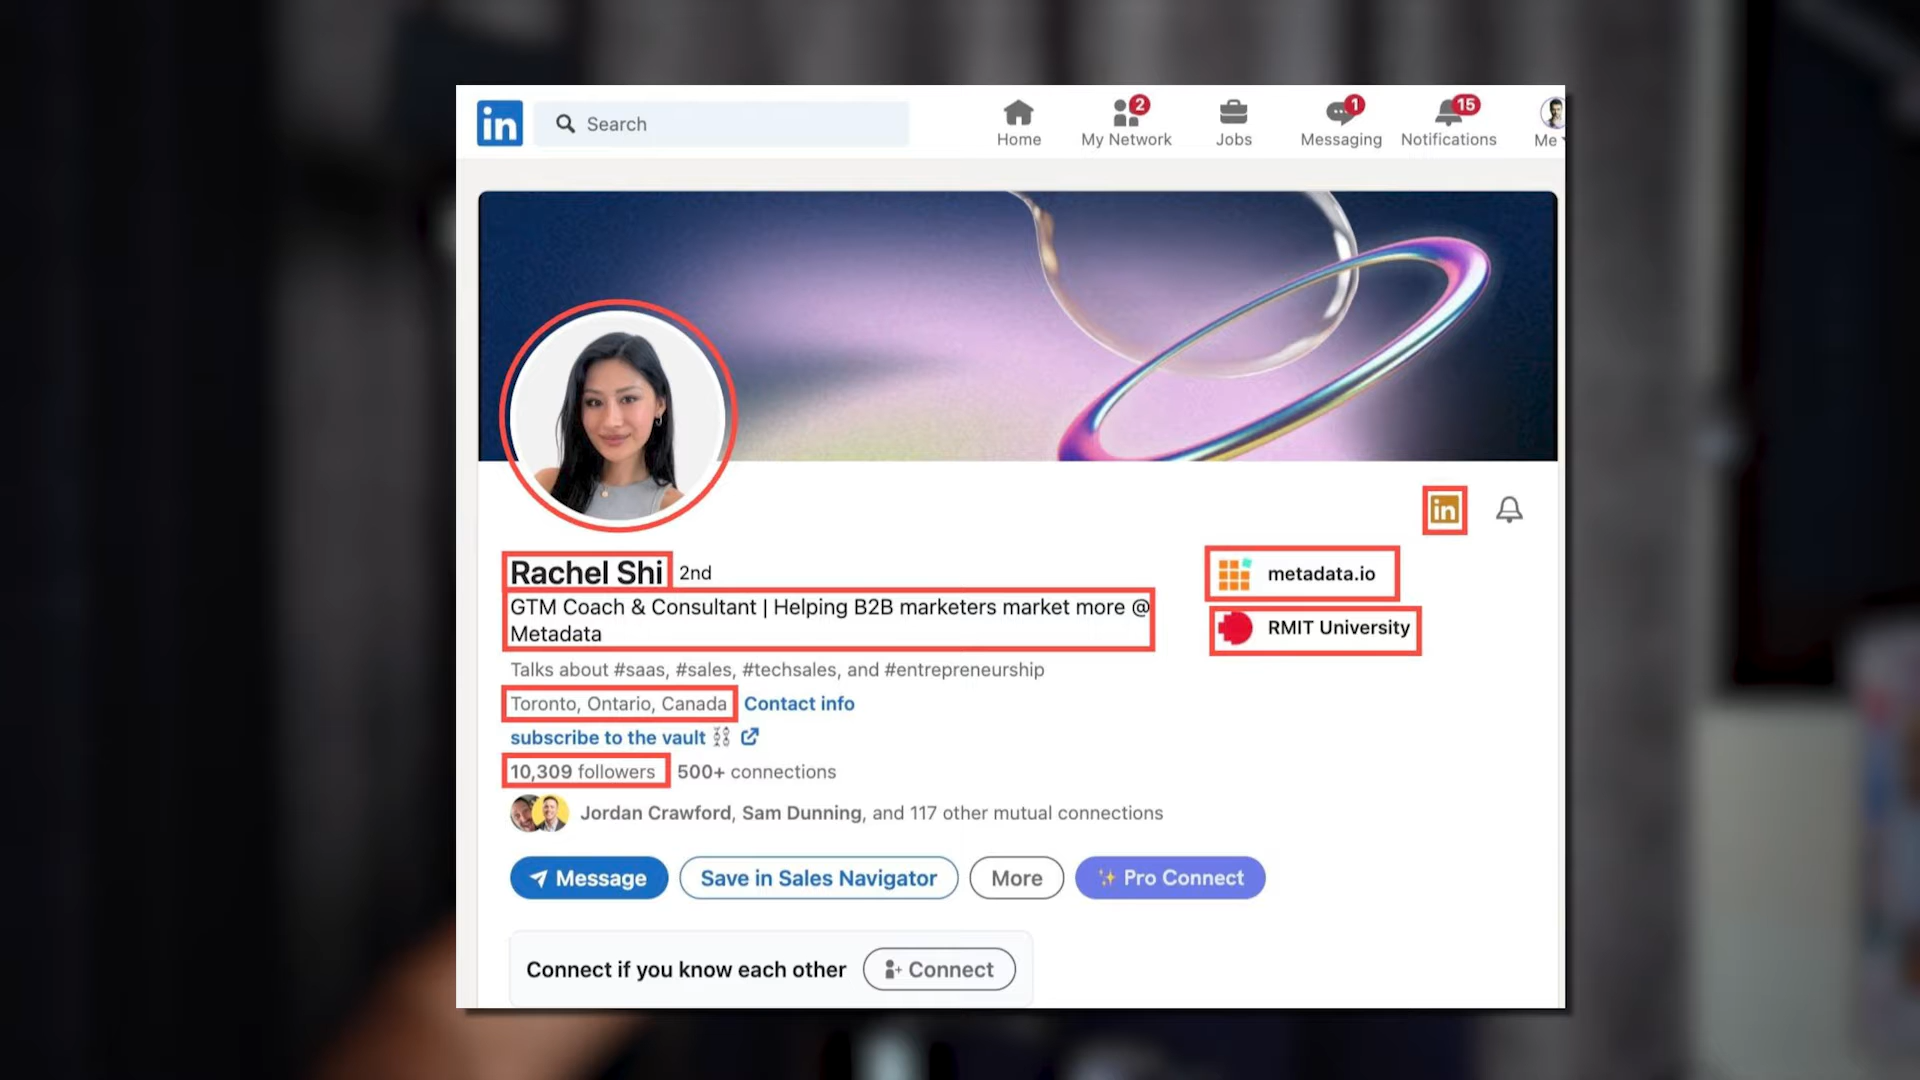 in
Search
Home
2
My Network
Jobs
1
Messaging
15
Notifications
Me
in
Rachel Shi 2nd
GTM Coach & Consultant | Helping B2B marketers market more @
Metadata
metadata.io
RMIT University
Talks about #saas, #sales, #techsales, and #entrepreneurship
Toronto, Ontario, Canada Contact info
subscribe to the vault ⛓
10,309 followers 500+ connections
Jordan Crawford, Sam Dunning, and 117 other mutual connections
Message
Save in Sales Navigator
More
✨ Pro Connect
Connect if you know each other
Connect